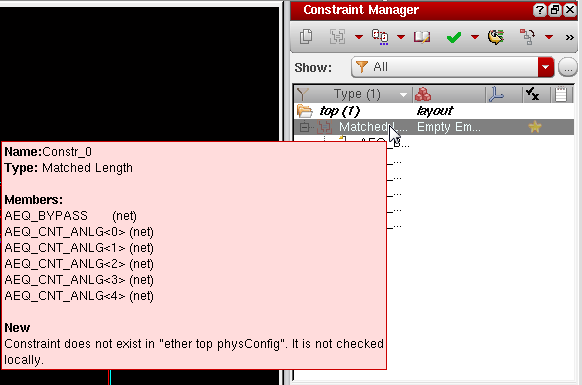 Constraint Manager
Show: All
Type (1)
top (1) layout
Matched L... Empty Em...
AEQ_B...
_...
_...
_...
_...
_...
Name:Constr_0
Type: Matched Length
Members:
AEQ_BYPASS (net)
AEQ_CNT_ANLG<0> (net)
AEQ_CNT_ANLG<1> (net)
AEQ_CNT_ANLG<2> (net)
AEQ_CNT_ANLG<3> (net)
AEQ_CNT_ANLG<4> (net)
New
Constraint does not exist in "ether top physConfig". It is not checked
locally.